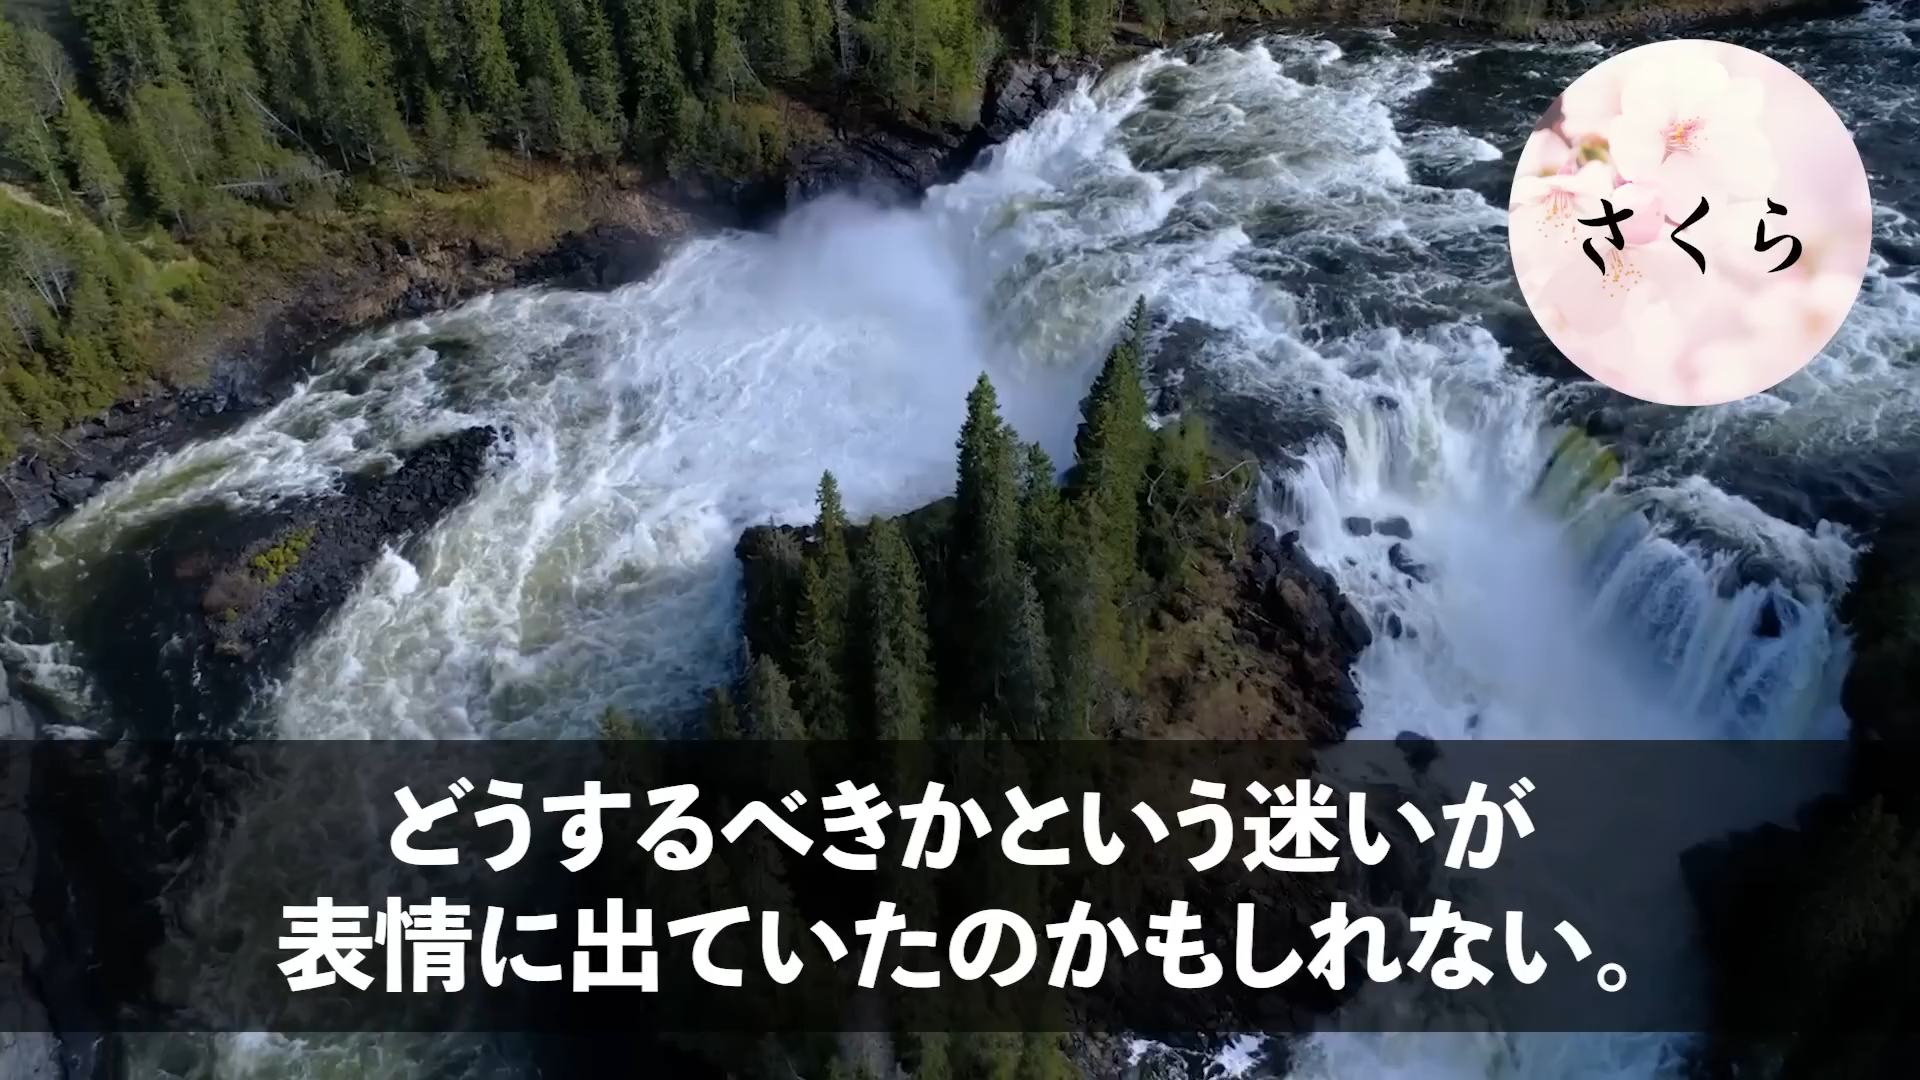 さくら
どうするべきかという迷いが
表情に出ていたのかもしれない。